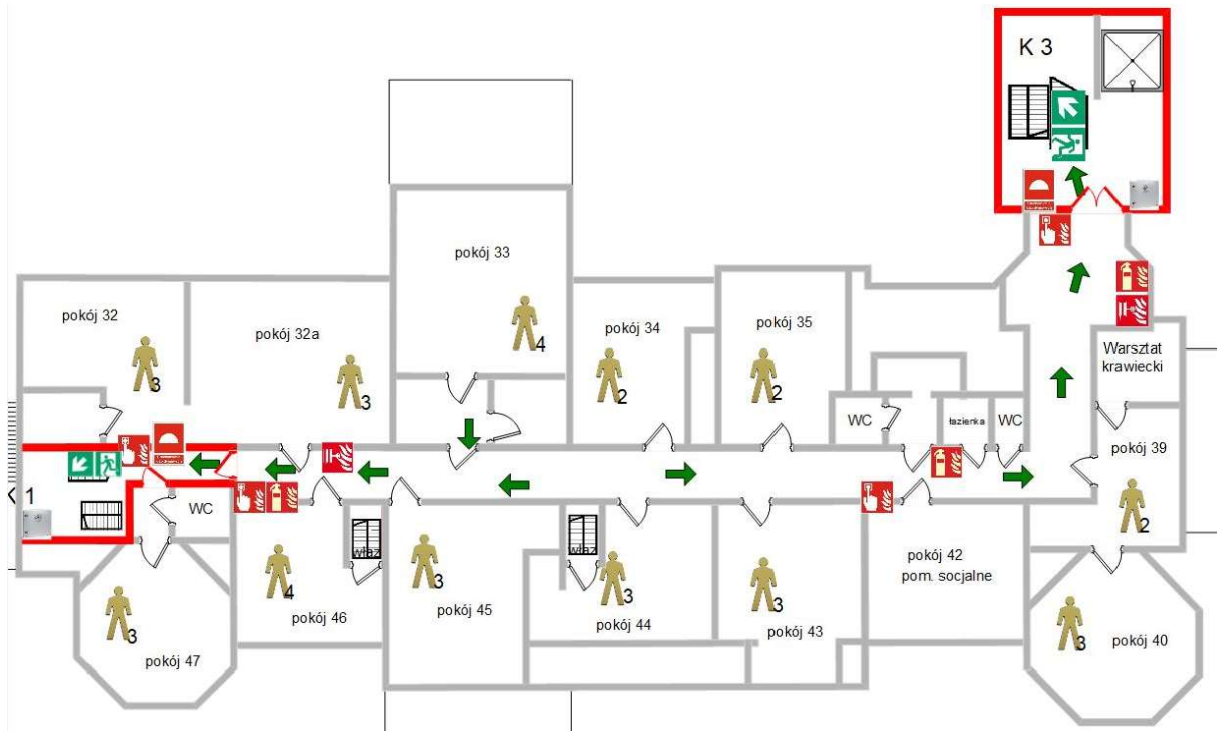 K 3
pokój 33
pokój 32
pokój 32a
pokój 34
pokój 35
Warsztat
krawiecki
3
3
4
2
2
WC
łazienka
WC
pokój 39
1
WC
właz
właz
2
pokój 42
pom. socjalne
3
4
3
3
3
3
pokój 47
pokój 46
pokój 45
pokój 44
pokój 43
pokój 40